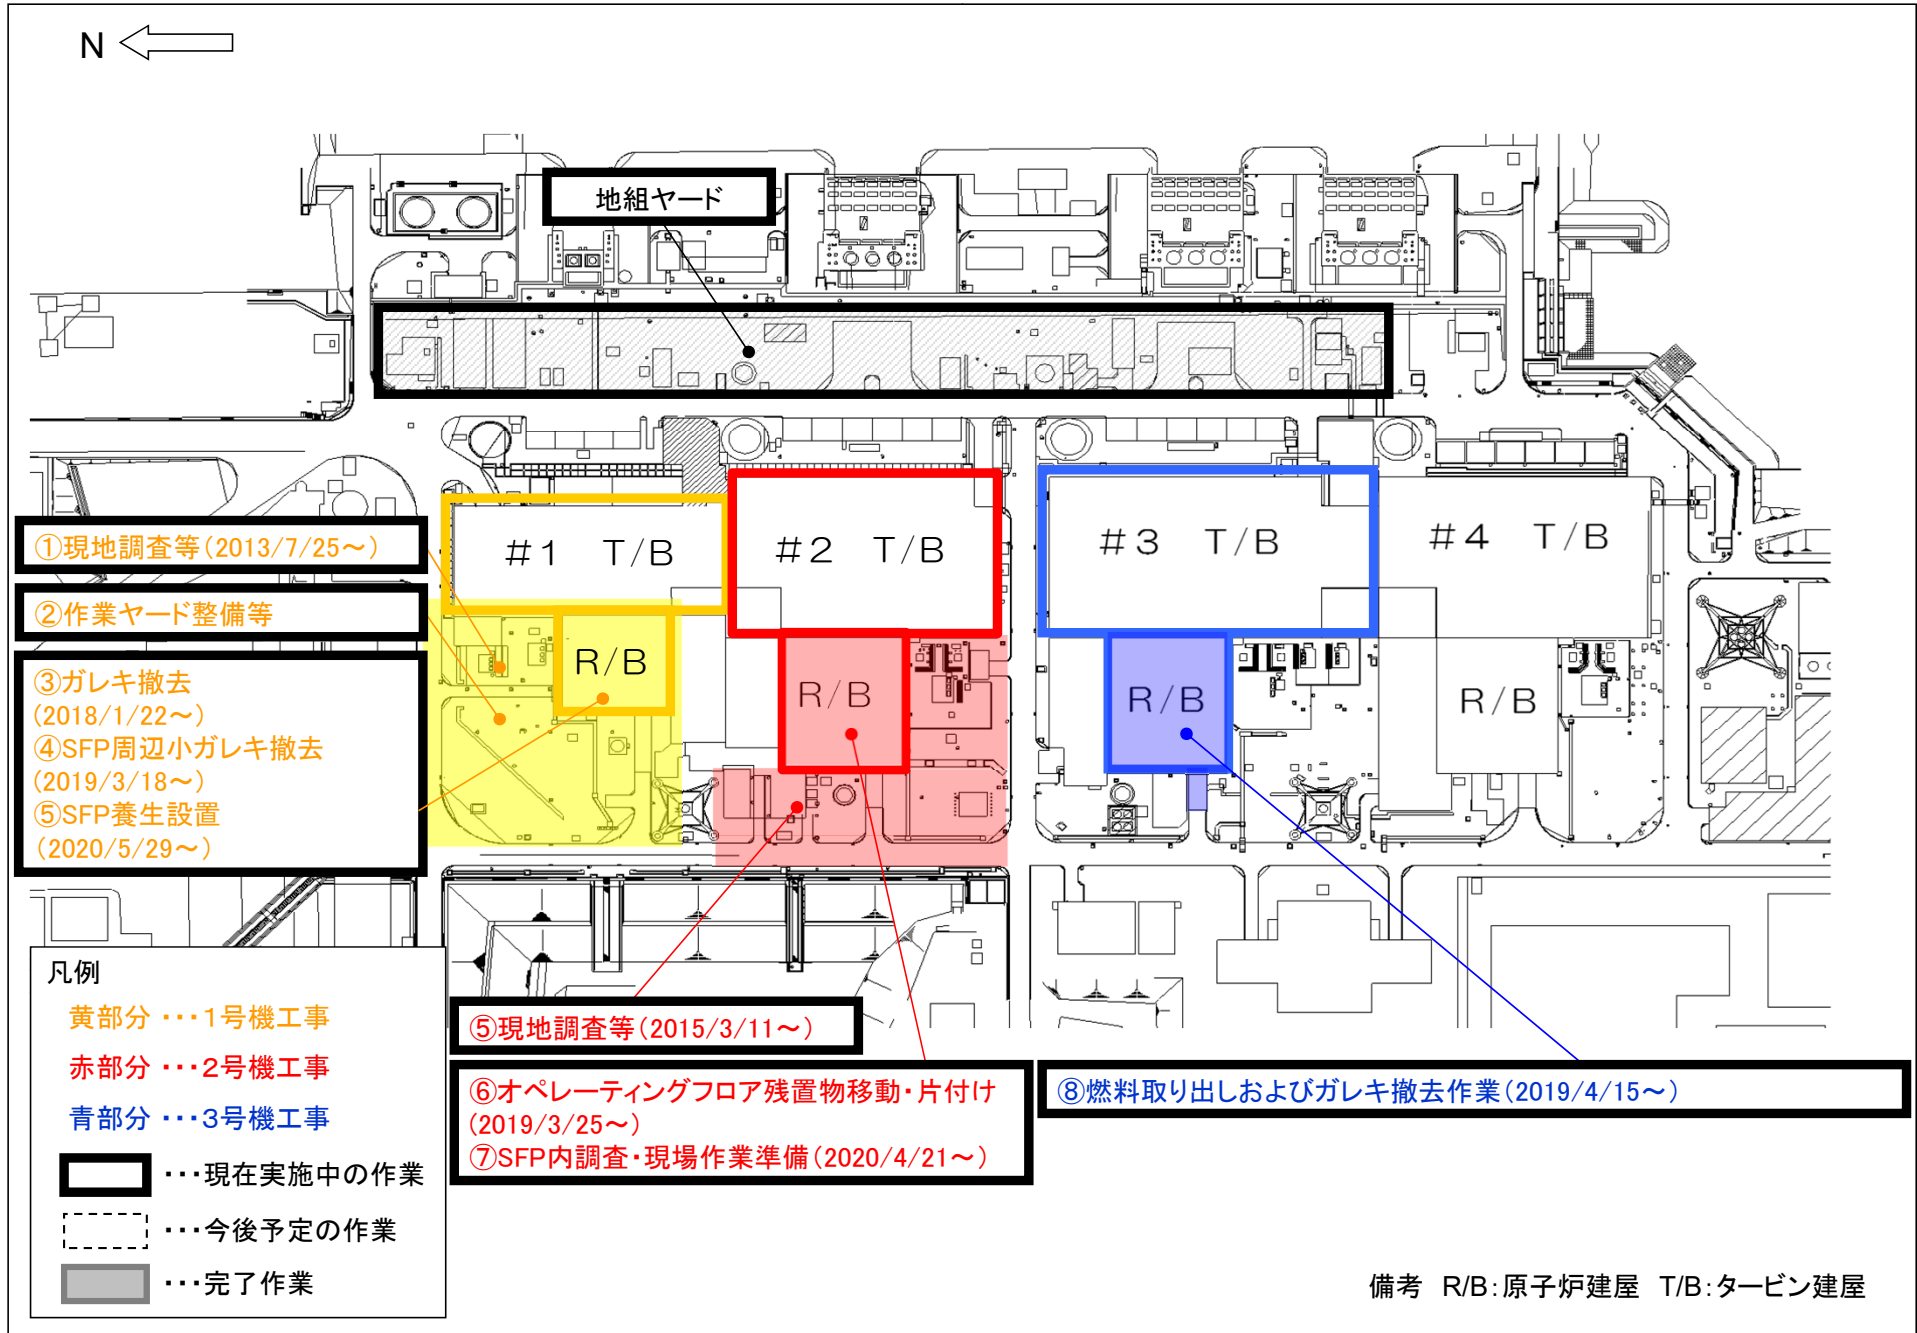 N
地組ヤード
#1 T/B
#2 T/B
#3 T/B
#4 T/B
R/B
R/B
R/B
R/B
①現地調査等(2013/7/25～)
②作業ヤード整備等
③ガレキ撤去
(2018/1/22～)
④SFP周辺小ガレキ撤去
(2019/3/18～)
⑤SFP養生設置
(2020/5/29～)
⑤現地調査等(2015/3/11～)
⑥オペレーティングフロア残置物移動・片付け
(2019/3/25～)
⑦SFP内調査・現場作業準備(2020/4/21～)
⑧燃料取り出しおよびガレキ撤去作業(2019/4/15～)
凡例
黄部分 ・・・1号機工事
赤部分 ・・・2号機工事
青部分 ・・・3号機工事
・・・現在実施中の作業
・・・今後予定の作業
・・・完了作業
備考 R/B:原子炉建屋 T/B:タービン建屋